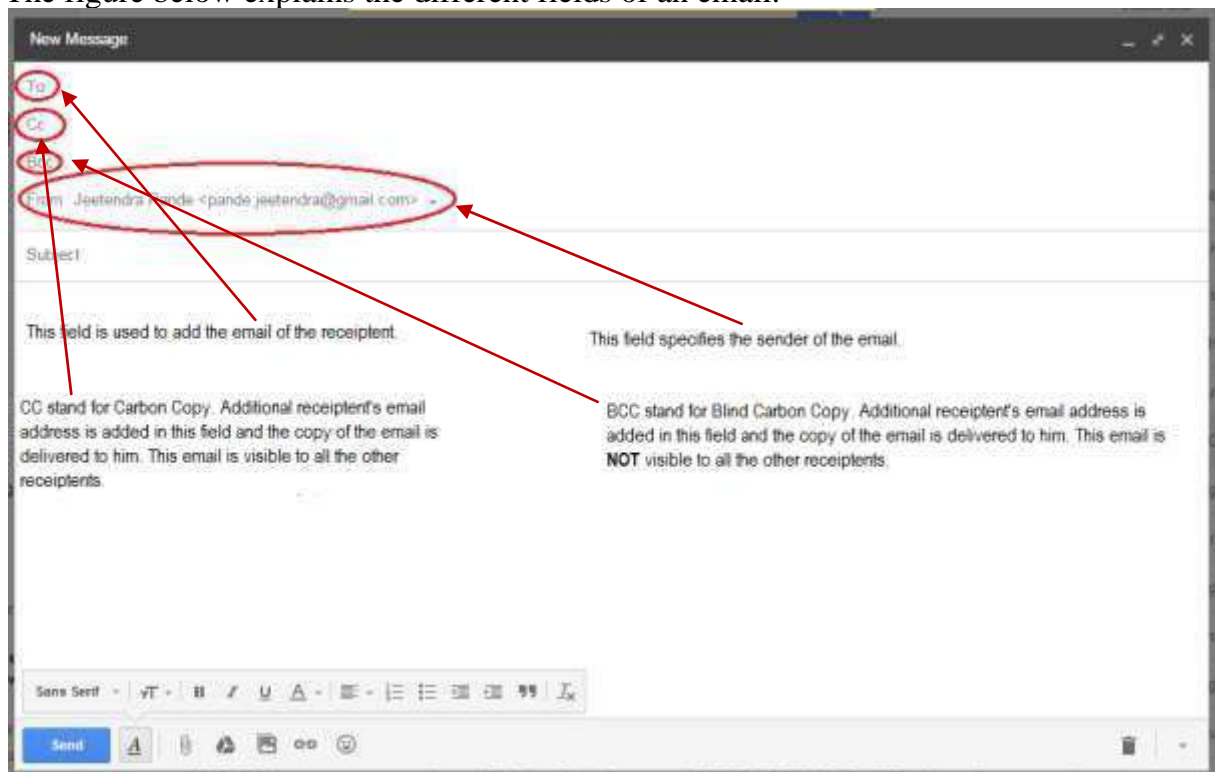 The figure below explains the different fields of an email.
New Message
To
Cc
Bcc
From Jeetendra Pande <pande.jeetendra@gmail.com>
Subject
This field is used to add the email of the receiptent.
This field specifies the sender of the email.
CC stand for Carbon Copy. Additional receiptent's email
address is added in this field and the copy of the email is
delivered to him. This email is visible to all the other
receiptents.
BCC stand for Blind Carbon Copy. Additional receiptent's email address is
added in this field and the copy of the email is delivered to him. This email is
NOT visible to all the other receiptents.
Sans Serif
Send